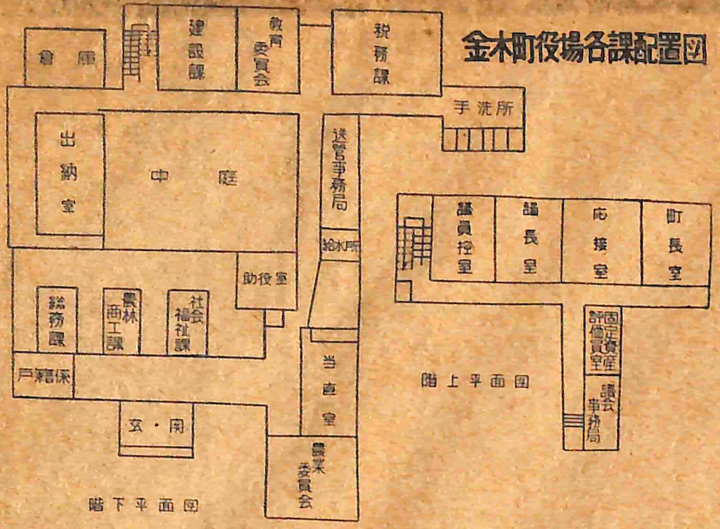 金木町役場各課配置図
倉庫
建設課
教育委員会
税務課
手洗所
出納室
中庭
送管事務局
給水所
助役室
総務課
農林
商工課
社会
福祉課
戸籍係
玄・関
当直室
農業
委員会
階下平面図
議員控室
議長室
応接室
町長室
固定資産
評価員室
議会
事務局
階上平面図